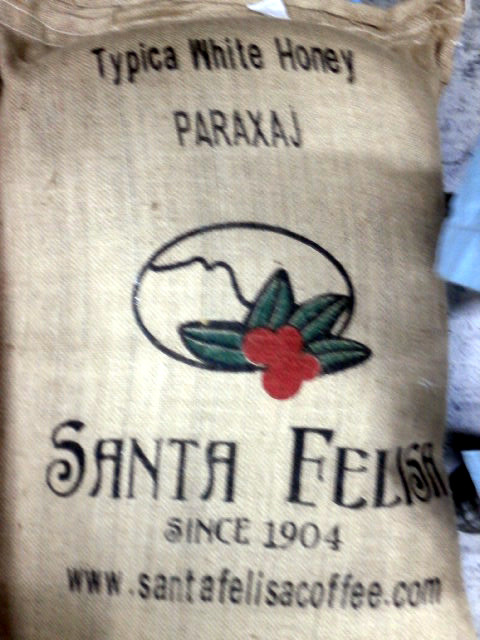 Typica White Honey
PARAXAJ
SANTA FELISA
SINCE 1904
www.santafelisacoffee.com